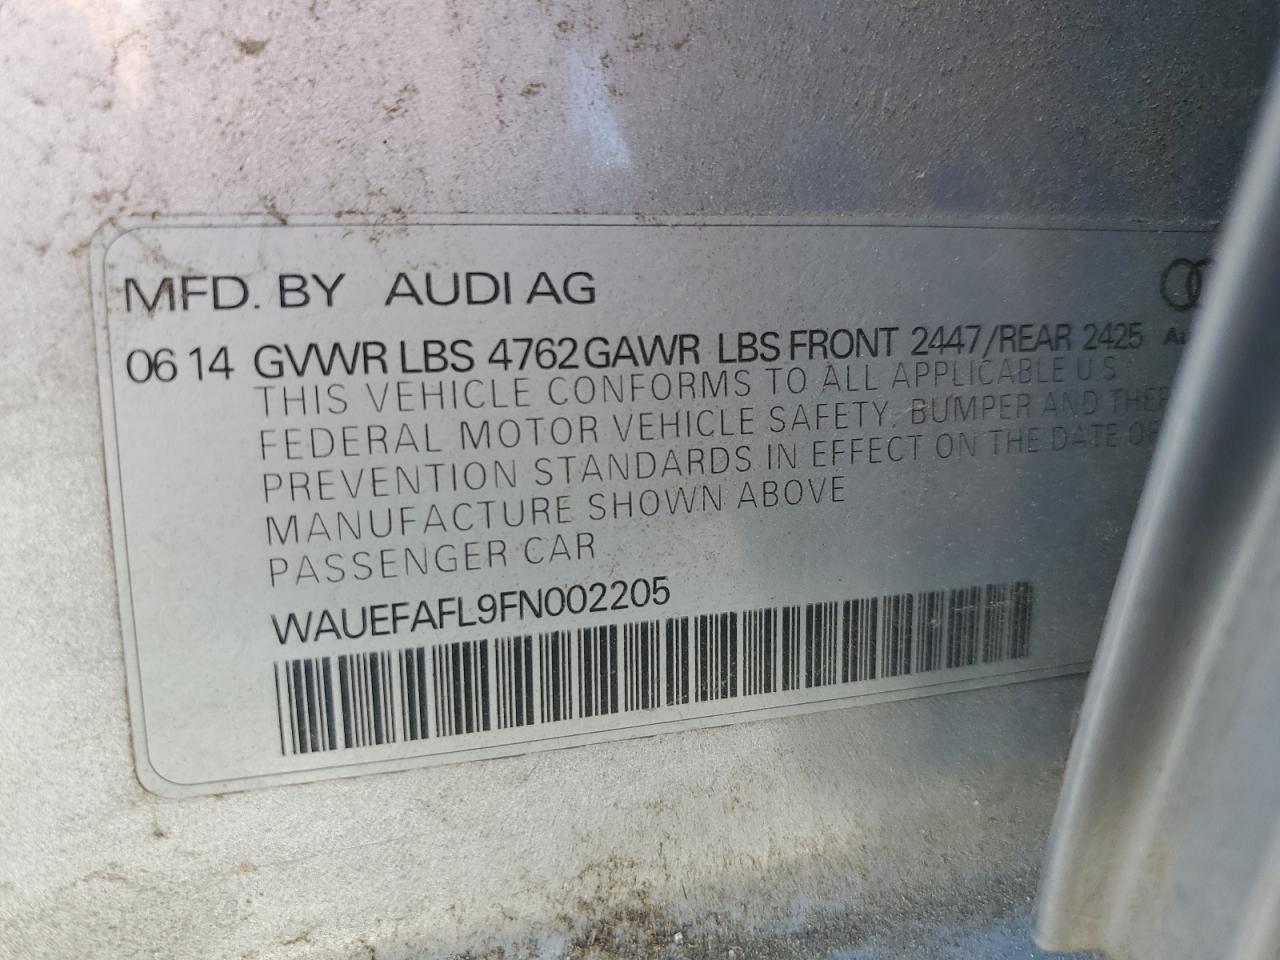 MFD. BY AUDI AG
06 14 GVWR LBS 4762 GAWR LBS FRONT 2447/REAR 2425
THIS VEHICLE CONFORMS TO ALL APPLICABLE U S
FEDERAL MOTOR VEHICLE SAFETY, BUMPER AND
PREVENTION STANDARDS IN EFFECT ON THE DATE OF
MANUFACTURE SHOWN ABOVE
PASSENGER CAR
WAUEFAFL9FN002205